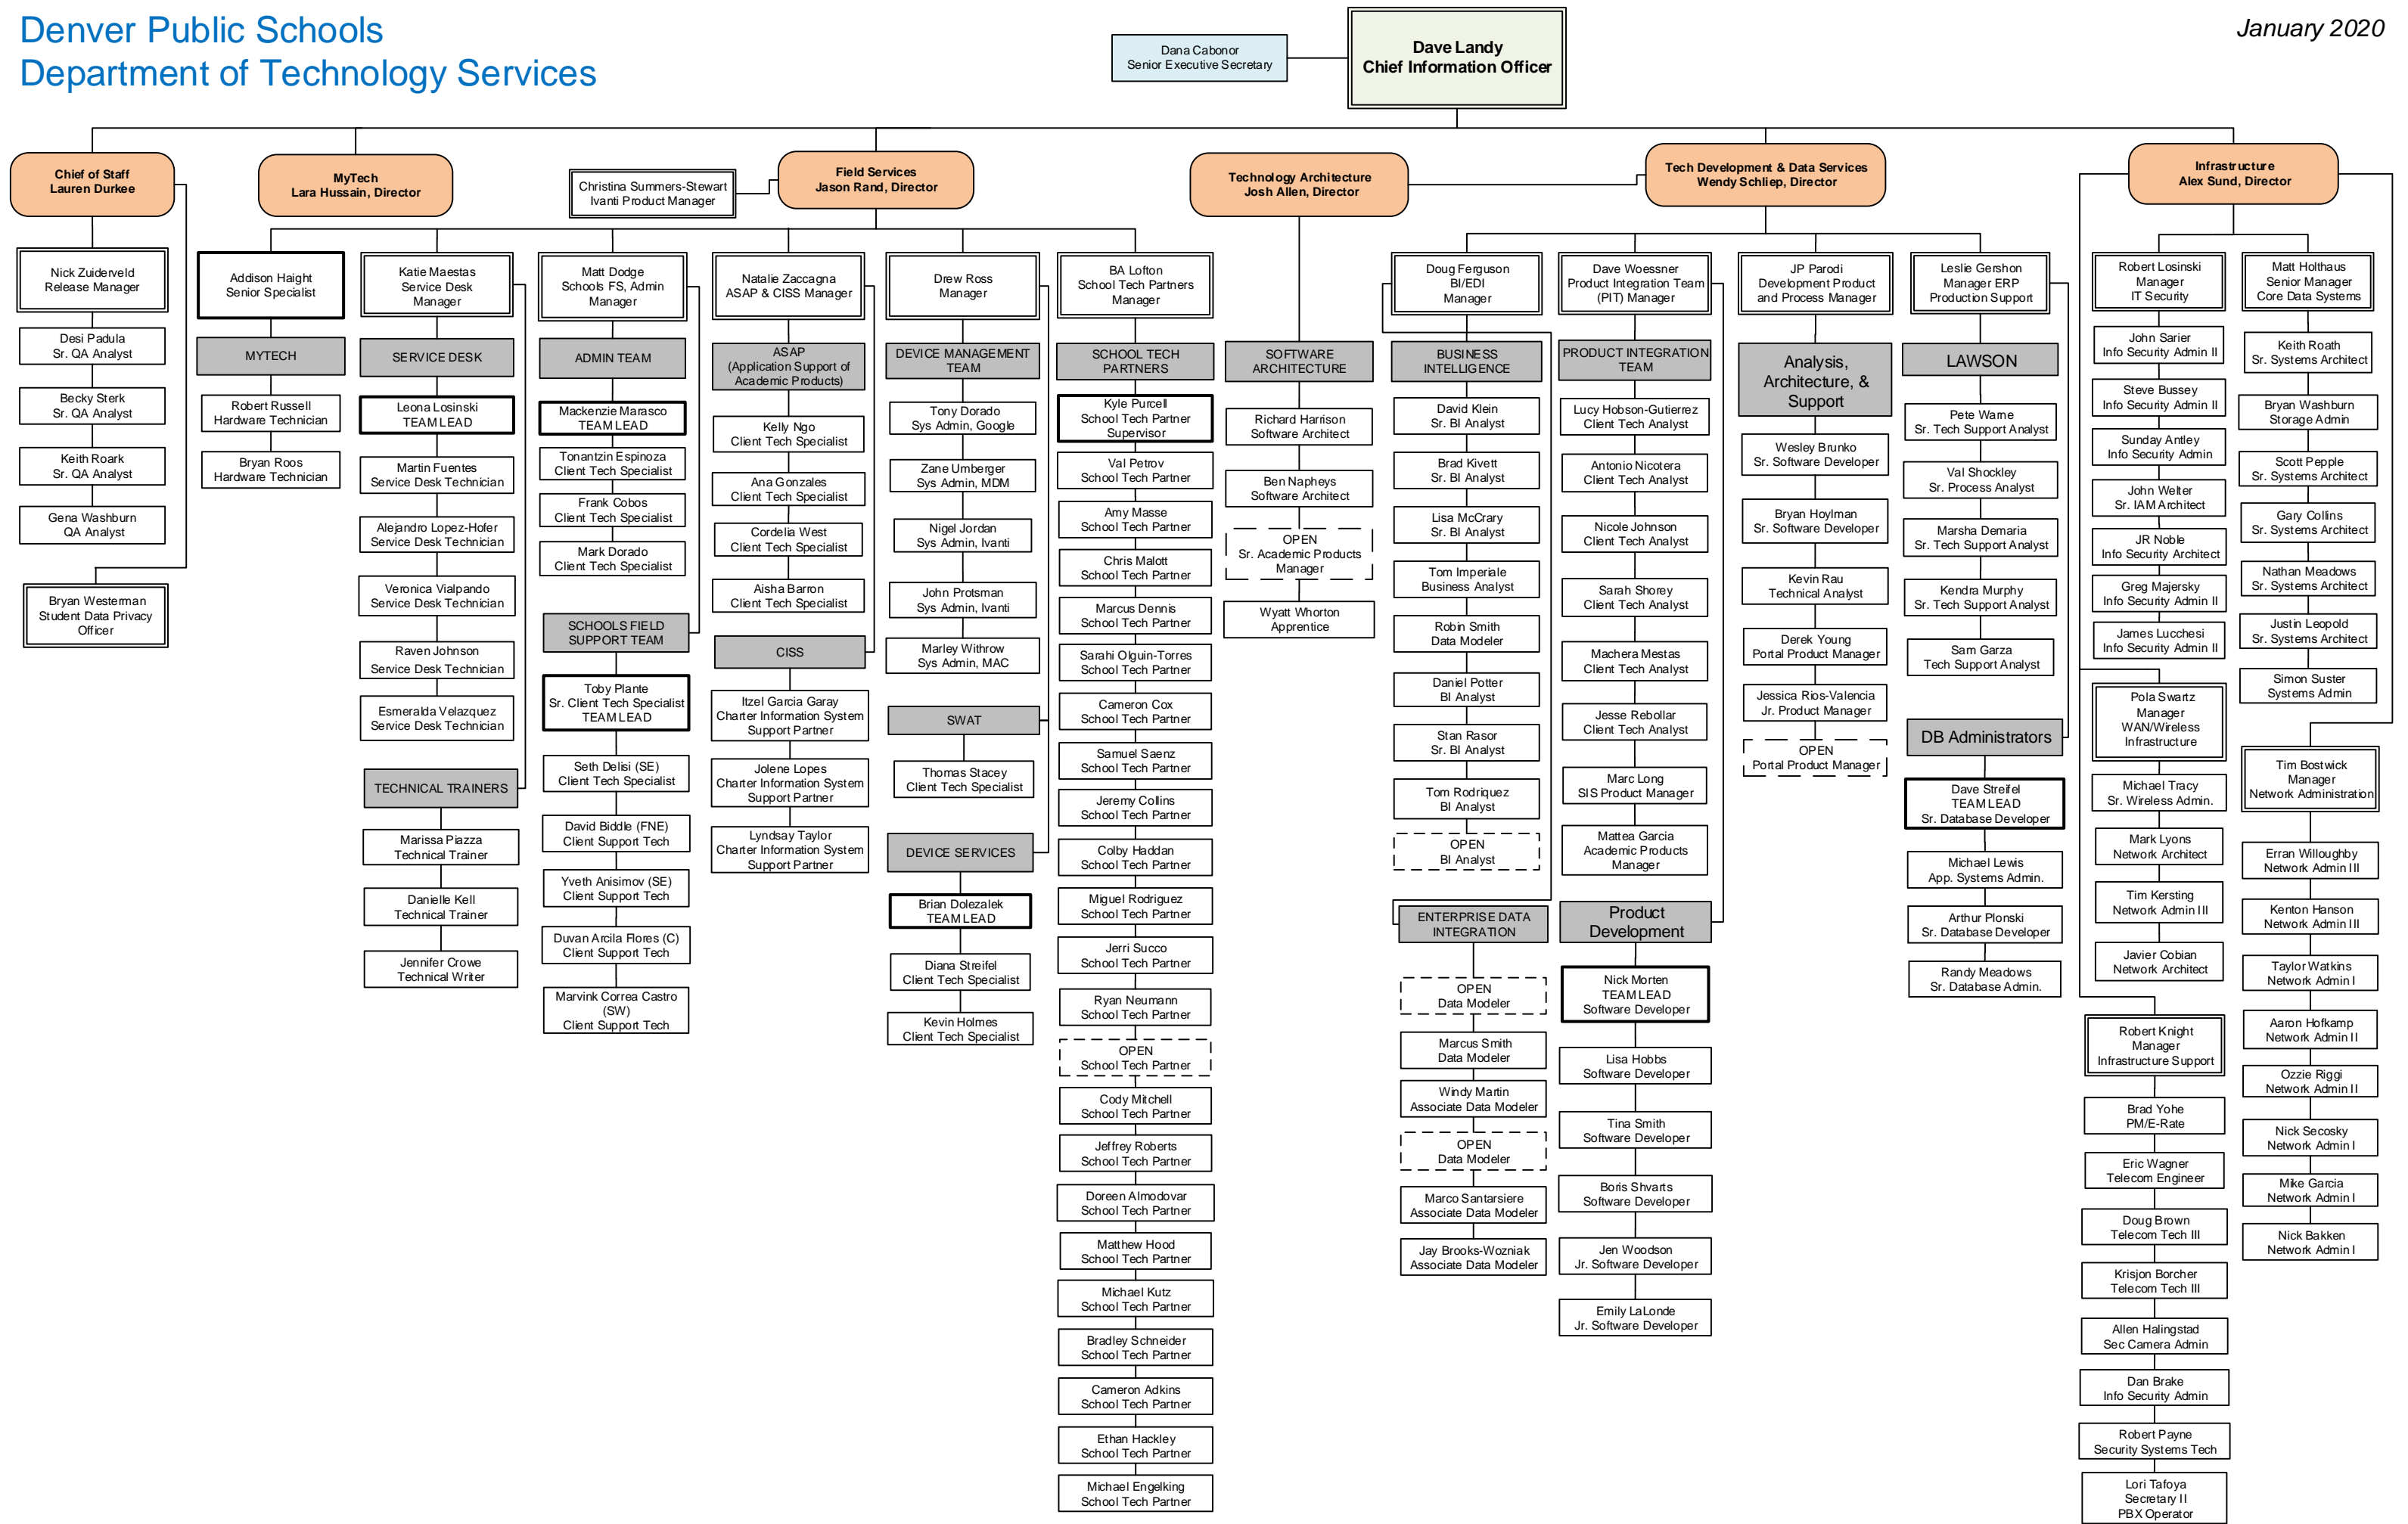 Denver Public Schools
Department of Technology Services
January 2020
Dana Cabonor
Senior Executive Secretary
Dave Landy
Chief Information Officer
Chief of Staff
Lauren Durkee
MyTech
Lara Hussain, Director
Christina Summers-Stewart
Ivanti Product Manager
Field Services
Jason Rand, Director
Technology Architecture
Josh Allen, Director
Tech Development & Data Services
Wendy Schliep, Director
Infrastructure
Alex Sund, Director
Nick Zuiderveld
Release Manager
Desi Padula
Sr. QA Analyst
Becky Sterk
Sr. QA Analyst
Keith Roark
Sr. QA Analyst
Gena Washburn
QA Analyst
Bryan Westerman
Student Data Privacy
Officer
Addison Haight
Senior Specialist
MYTECH
Robert Russell
Hardware Technician
Bryan Roos
Hardware Technician
Katie Maestas
Service Desk
Manager
SERVICE DESK
Leona Losinski
TEAM LEAD
Martin Fuentes
Service Desk Technician
Alejandro Lopez-Hofer
Service Desk Technician
Veronica Vialpando
Service Desk Technician
Raven Johnson
Service Desk Technician
Esmeralda Velazquez
Service Desk Technician
TECHNICAL TRAINERS
Marissa Piazza
Technical Trainer
Danielle Kell
Technical Trainer
Jennifer Crowe
Technical Writer
Matt Dodge
Schools FS, Admin
Manager
ADMIN TEAM
Mackenzie Marasco
TEAM LEAD
Tonantzin Espinoza
Client Tech Specialist
Frank Cobos
Client Tech Specialist
Mark Dorado
Client Tech Specialist
SCHOOLS FIELD
SUPPORT TEAM
Toby Plante
Sr. Client Tech Specialist
TEAM LEAD
Seth Delisi (SE)
Client Tech Specialist
David Biddle (FNE)
Client Support Tech
Yveth Anisimov (SE)
Client Support Tech
Duvan Arcila Flores (C)
Client Support Tech
Marvink Correa Castro
(SW)
Client Support Tech
Natalie Zaccagna
ASAP & CISS Manager
ASAP
(Application Support of
Academic Products)
Kelly Ngo
Client Tech Specialist
Ana Gonzales
Client Tech Specialist
Cordelia West
Client Tech Specialist
Aisha Barron
Client Tech Specialist
CISS
Itzel Garcia Garay
Charter Information System
Support Partner
Jolene Lopes
Charter Information System
Support Partner
Lyndsay Taylor
Charter Information System
Support Partner
Drew Ross
Manager
DEVICE MANAGEMENT
TEAM
Tony Dorado
Sys Admin, Google
Zane Umberger
Sys Admin, MDM
Nigel Jordan
Sys Admin, Ivanti
John Protsman
Sys Admin, Ivanti
Marley Withrow
Sys Admin, MAC
SWAT
Thomas Stacey
Client Tech Specialist
DEVICE SERVICES
Brian Dolezalek
TEAM LEAD
Diana Streifel
Client Tech Specialist
Kevin Holmes
Client Tech Specialist
BA Lofton
School Tech Partners
Manager
SCHOOL TECH
PARTNERS
Kyle Purcell
School Tech Partner
Supervisor
Val Petrov
School Tech Partner
Amy Masse
School Tech Partner
Chris Malott
School Tech Partner
Marcus Dennis
School Tech Partner
Sarahi Olguin-Torres
School Tech Partner
Cameron Cox
School Tech Partner
Samuel Saenz
School Tech Partner
Jeremy Collins
School Tech Partner
Colby Haddan
School Tech Partner
Miguel Rodriguez
School Tech Partner
Jerri Succo
School Tech Partner
Ryan Neumann
School Tech Partner
OPEN
School Tech Partner
Cody Mitchell
School Tech Partner
Jeffrey Roberts
School Tech Partner
Doreen Almodovar
School Tech Partner
Matthew Hood
School Tech Partner
Michael Kutz
School Tech Partner
Bradley Schneider
School Tech Partner
Cameron Adkins
School Tech Partner
Ethan Hackley
School Tech Partner
Michael Engelking
School Tech Partner
SOFTWARE
ARCHITECTURE
Richard Harrison
Software Architect
Ben Napheys
Software Architect
OPEN
Sr. Academic Products
Manager
Wyatt Whorton
Apprentice
Doug Ferguson
BI/EDI
Manager
BUSINESS
INTELLIGENCE
David Klein
Sr. BI Analyst
Brad Kivett
Sr. BI Analyst
Lisa McCrary
Sr. BI Analyst
Tom Imperiale
Business Analyst
Robin Smith
Data Modeler
Daniel Potter
BI Analyst
Stan Rasor
Sr. BI Analyst
Tom Rodriquez
BI Analyst
OPEN
BI Analyst
ENTERPRISE DATA
INTEGRATION
OPEN
Data Modeler
Marcus Smith
Data Modeler
Windy Martin
Associate Data Modeler
OPEN
Data Modeler
Marco Santarsiere
Associate Data Modeler
Jay Brooks-Wozniak
Associate Data Modeler
Dave Woessner
Product Integration Team
(PIT) Manager
PRODUCT INTEGRATION
TEAM
Lucy Hobson-Gutierrez
Client Tech Analyst
Antonio Nicotera
Client Tech Analyst
Nicole Johnson
Client Tech Analyst
Sarah Shorey
Client Tech Analyst
Machera Mestas
Client Tech Analyst
Jesse Rebollar
Client Tech Analyst
Marc Long
SIS Product Manager
Mattea Garcia
Academic Products
Manager
Product
Development
Nick Morten
TEAM LEAD
Software Developer
Lisa Hobbs
Software Developer
Tina Smith
Software Developer
Boris Shvarts
Software Developer
Jen Woodson
Jr. Software Developer
Emily LaLonde
Jr. Software Developer
JP Parodi
Development Product
and Process Manager
Analysis,
Architecture, &
Support
Wesley Brunko
Sr. Software Developer
Bryan Hoylman
Sr. Software Developer
Kevin Rau
Technical Analyst
Derek Young
Portal Product Manager
Jessica Rios-Valencia
Jr. Product Manager
OPEN
Portal Product Manager
Leslie Gershon
Manager ERP
Production Support
LAWSON
Pete Warne
Sr. Tech Support Analyst
Val Shockley
Sr. Process Analyst
Marsha Demaria
Sr. Tech Support Analyst
Kendra Murphy
Sr. Tech Support Analyst
Sam Garza
Tech Support Analyst
DB Administrators
Dave Streifel
TEAM LEAD
Sr. Database Developer
Michael Lewis
App. Systems Admin.
Arthur Plonski
Sr. Database Developer
Randy Meadows
Sr. Database Admin.
Robert Losinski
Manager
IT Security
John Sarier
Info Security Admin II
Steve Bussey
Info Security Admin II
Sunday Antley
Info Security Admin
John Welter
Sr. IAM Architect
JR Noble
Info Security Architect
Greg Majersky
Info Security Admin II
James Lucchesi
Info Security Admin II
Pola Swartz
Manager
WAN/Wireless
Infrastructure
Michael Tracy
Sr. Wireless Admin.
Mark Lyons
Network Architect
Tim Kersting
Network Admin III
Javier Cobian
Network Architect
Robert Knight
Manager
Infrastructure Support
Brad Yohe
PM/E-Rate
Eric Wagner
Telecom Engineer
Doug Brown
Telecom Tech III
Krisjon Borcher
Telecom Tech III
Allen Halingstad
Sec Camera Admin
Dan Brake
Info Security Admin
Robert Payne
Security Systems Tech
Lori Tafoya
Secretary II
PBX Operator
Matt Holthaus
Senior Manager
Core Data Systems
Keith Roath
Sr. Systems Architect
Bryan Washburn
Storage Admin
Scott Pepple
Sr. Systems Architect
Gary Collins
Sr. Systems Architect
Nathan Meadows
Sr. Systems Architect
Justin Leopold
Sr. Systems Architect
Simon Suster
Systems Admin
Tim Bostwick
Manager
Network Administration
Erran Willoughby
Network Admin III
Kenton Hanson
Network Admin III
Taylor Watkins
Network Admin I
Aaron Hofkamp
Network Admin II
Ozzie Riggi
Network Admin II
Nick Secosky
Network Admin I
Mike Garcia
Network Admin I
Nick Bakken
Network Admin I